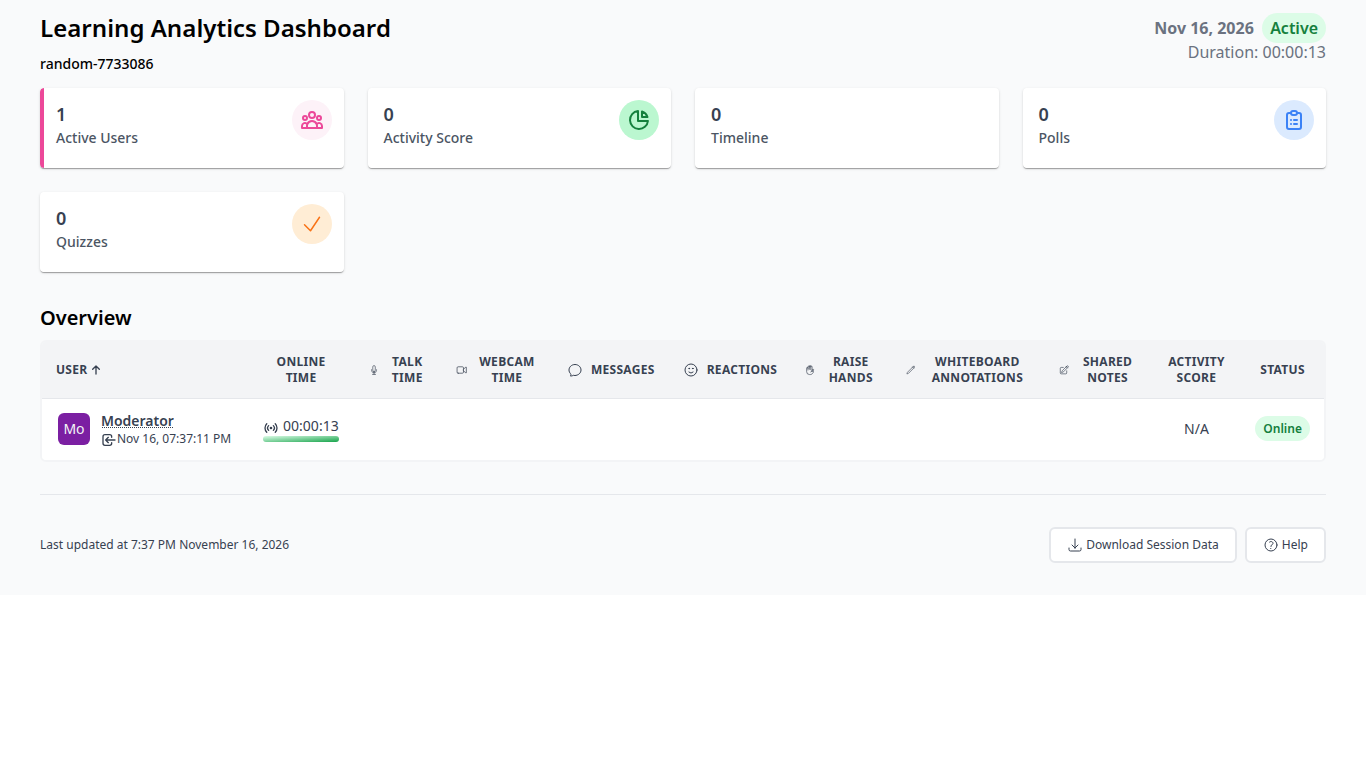 Learning Analytics Dashboard
Nov 16, 2026 Active
Duration: 00:00:13
random-7733086
1
Active Users
0
Activity Score
0
Timeline
0
Polls
0
Quizzes
Overview
USER ONLINE TIME TALK TIME WEBCAM TIME MESSAGES REACTIONS RAISE HANDS WHITEBOARD ANNOTATIONS SHARED NOTES ACTIVITY SCORE STATUS
Mo Moderator 00:00:13 N/A Online
Nov 16, 07:37:11 PM
Last updated at 7:37 PM November 16, 2026
Download Session Data
Help